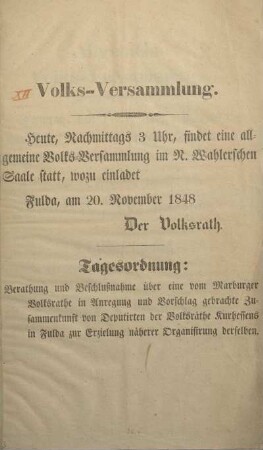 XII
Volks-Versammlung.
Heute, Nachmittags 3 Uhr, findet eine all-
gemeine Volks-Versammlung im N. Wahlerschen
Saale statt, wozu einladet
Fulda, am 20. November 1848
Der Volksrath.
Tagesordnung:
Berathung und Beschlußnahme über eine vom Marburger
Volksrathe in Anregung und Vorschlag gebrachte Zu-
sammenkunft von Deputirten der Volksräthe Kurhessens
in Fulda zur Erzielung näherer Organisirung derselben.